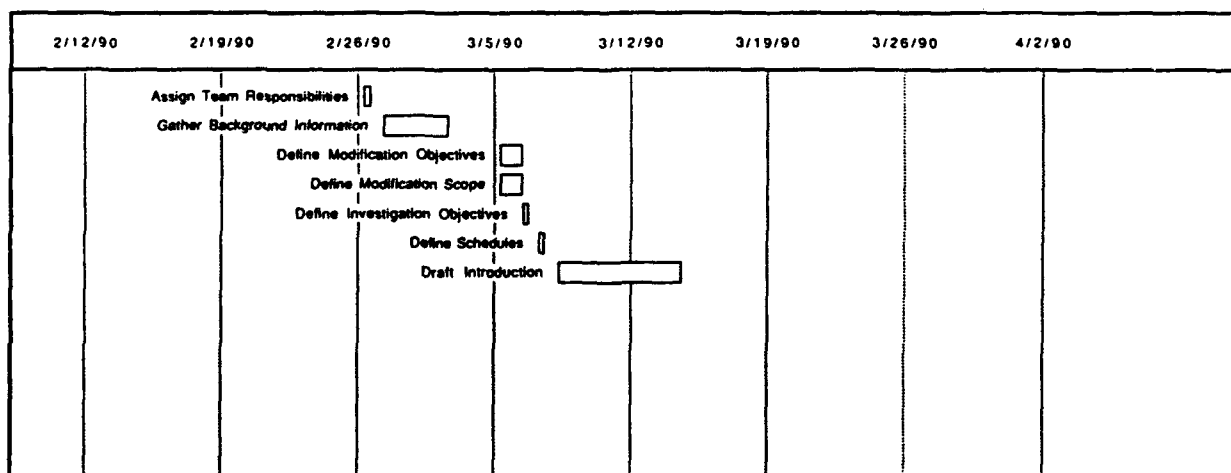 2/12/90 2/19/90 2/26/90 3/5/90 3/12/90 3/19/90 3/26/90 4/2/90
Assign Team Responsibilities
Gather Background Information
Define Modification Objectives
Define Modification Scope
Define Investigation Objectives
Define Schedules
Draft Introduction